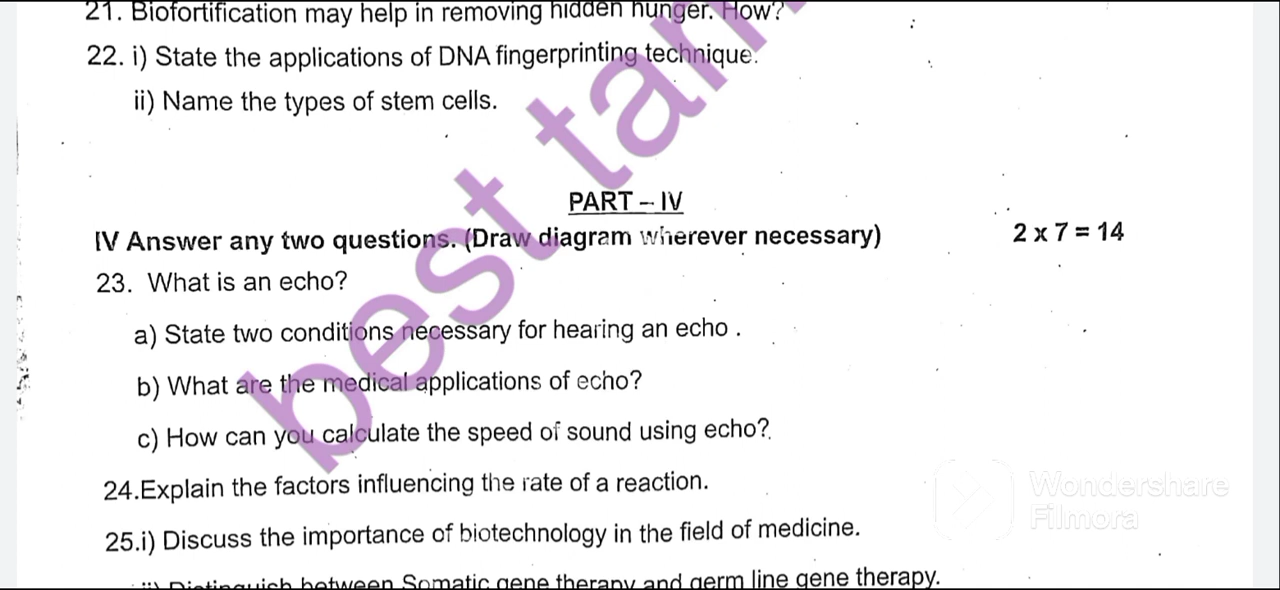 21. Biofortification may help in removing hidden hunger. How?
22. i) State the applications of DNA fingerprinting technique.
ii) Name the types of stem cells.
PART – IV
IV Answer any two questions. (Draw diagram wherever necessary) 2 x 7 = 14
23. What is an echo?
a) State two conditions necessary for hearing an echo .
b) What are the medical applications of echo?
c) How can you calculate the speed of sound using echo?
24.Explain the factors influencing the rate of a reaction.
25.i) Discuss the importance of biotechnology in the field of medicine.
ii) Distinguish between Somatic gene therapy and germ line gene therapy.
best tam
Wondershare
Filmora